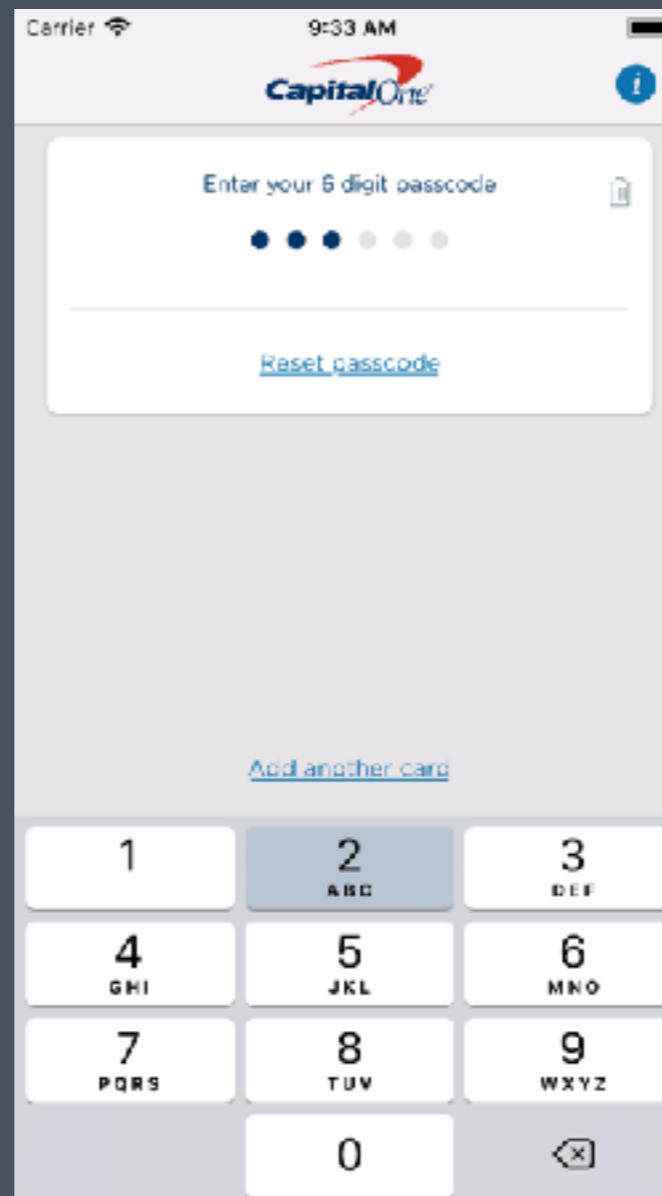 Carrier 9:33 AM
CapitalOne
i
Enter your 6 digit passcode
Reset passcode
Add another card
1 2 3
ABC DEF
4 5 6
GHI JKL MNO
7 8 9
PQRS TUV WXYZ
0